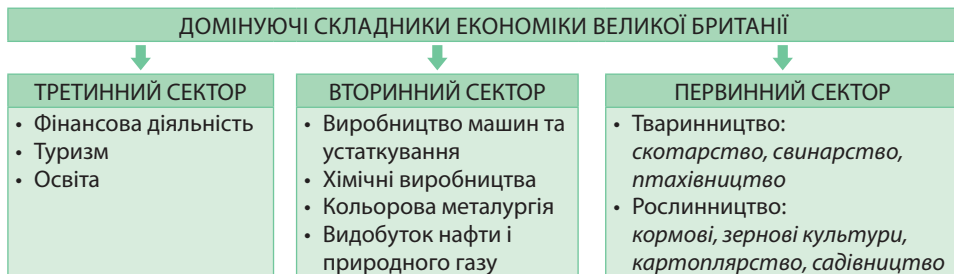 ДОМІНУЮЧІ СКЛАДНИКИ ЕКОНОМІКИ ВЕЛИКОЇ БРИТАНІЇ
ТРЕТИННИЙ СЕКТОР
• Фінансова діяльність
• Туризм
• Освіта
ВТОРИННИЙ СЕКТОР
• Виробництво машин та
устаткування
• Хімічні виробництва
• Кольорова металургія
• Видобуток нафти і
природного газу
ПЕРВИННИЙ СЕКТОР
• Тваринництво:
скотарство, свинарство,
птахівництво
• Рослинництво:
кормові, зернові культури,
картоплярство, садівництво